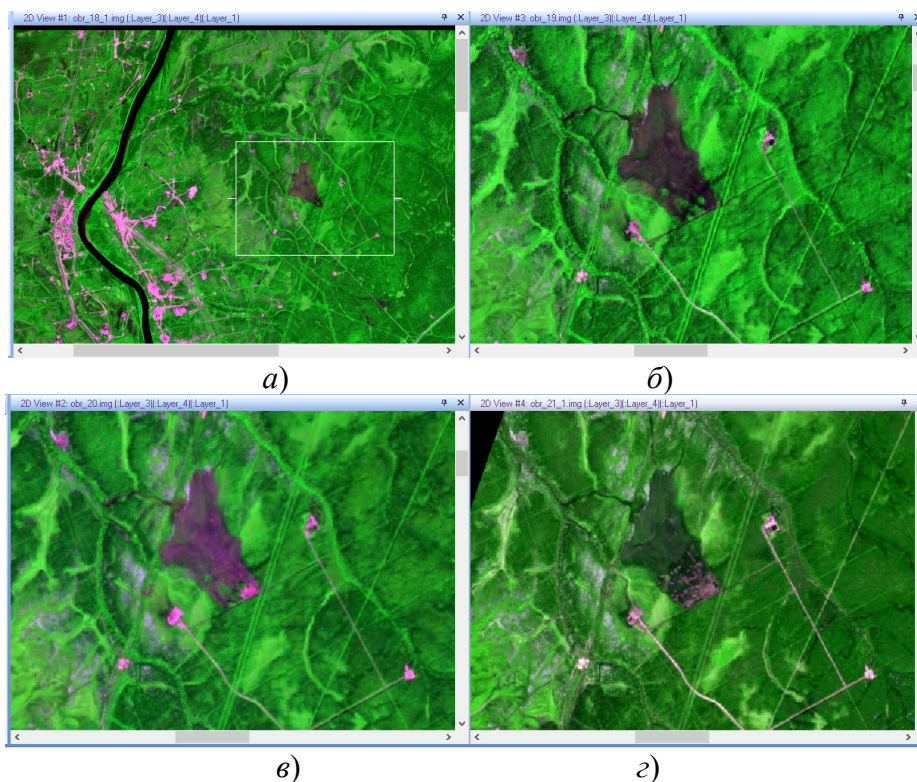 2D View #1: obr_18_1.img (:Layer_3)(:Layer_4)(:Layer_1)
2D View #3: obr_19.img (:Layer_3)(:Layer_4)(:Layer_1)
а)
б)
2D View #2: obr_20.img (:Layer_3)(:Layer_4)(:Layer_1)
2D View #4: obr_21_1.img (:Layer_3)(:Layer_4)(:Layer_1)
в)
г)